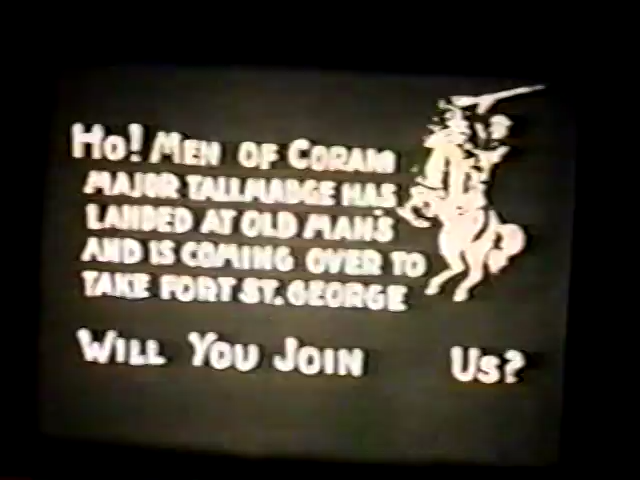 Ho! Men of Coram
Major Tallmadge has
landed at Old Man's
and is coming over to
take Fort St. George
Will You Join Us?